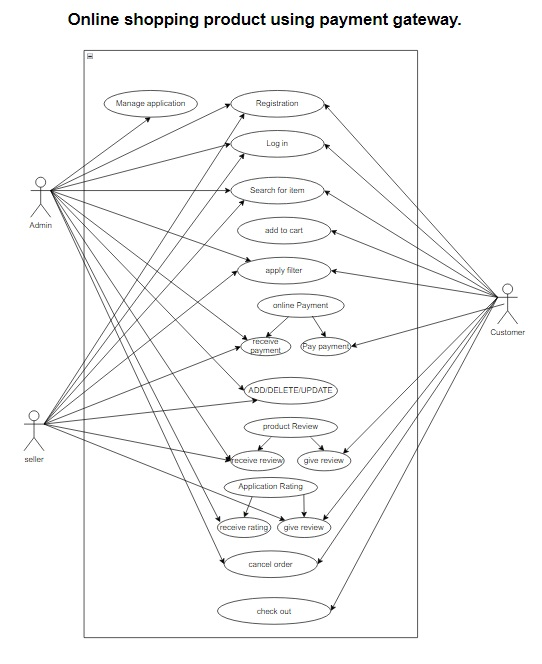 Online shopping product using payment gateway.
Manage application
Registration
Log in
Search for item
Admin
add to cart
apply filter
online Payment
Customer
receive
payment
Pay payment
ADD/DELETE/UPDATE
product Review
seller
receive review
give review
Application Rating
receive rating
give review
cancel order
check out